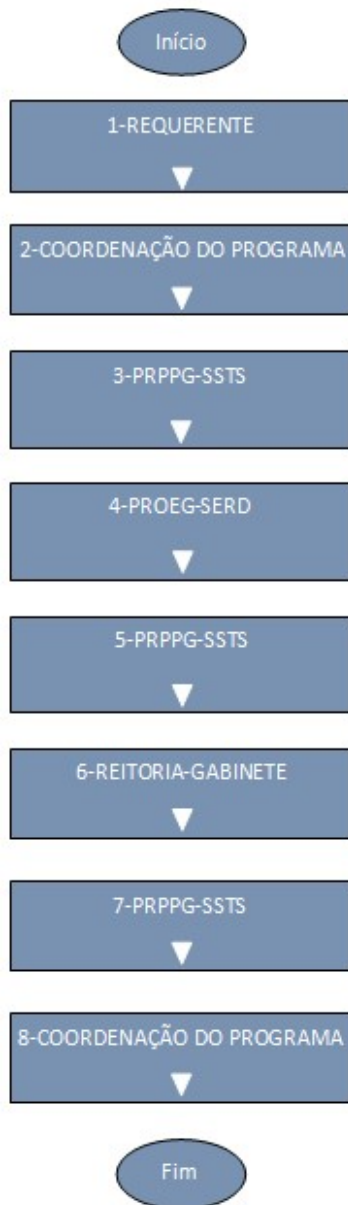 Início
1-REQUERENTE
2-COORDENAÇÃO DO PROGRAMA
3-PRPPG-SSTS
4-PROEG-SERD
5-PRPPG-SSTS
6-REITORIA-GABINETE
7-PRPPG-SSTS
8-COORDENAÇÃO DO PROGRAMA
Fim